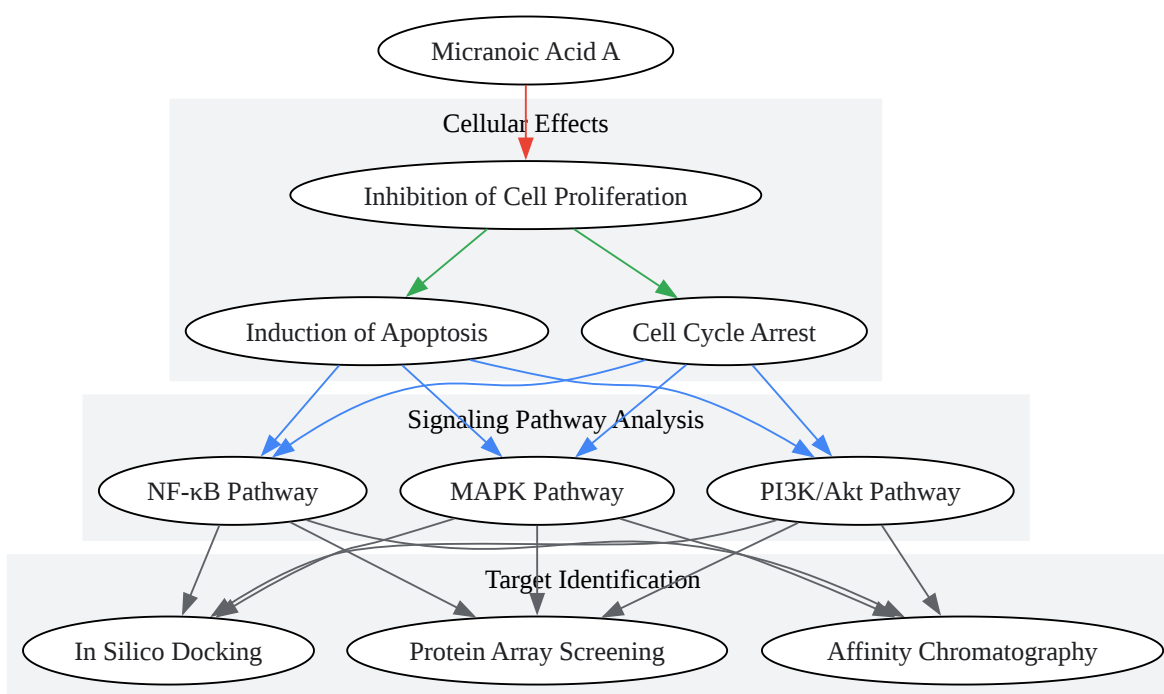 Micranoic Acid A
Cellular Effects
Inhibition of Cell Proliferation
Induction of Apoptosis
Cell Cycle Arrest
Signaling Pathway Analysis
NF-κB Pathway
MAPK Pathway
PI3K/Akt Pathway
Target Identification
In Silico Docking
Protein Array Screening
Affinity Chromatography